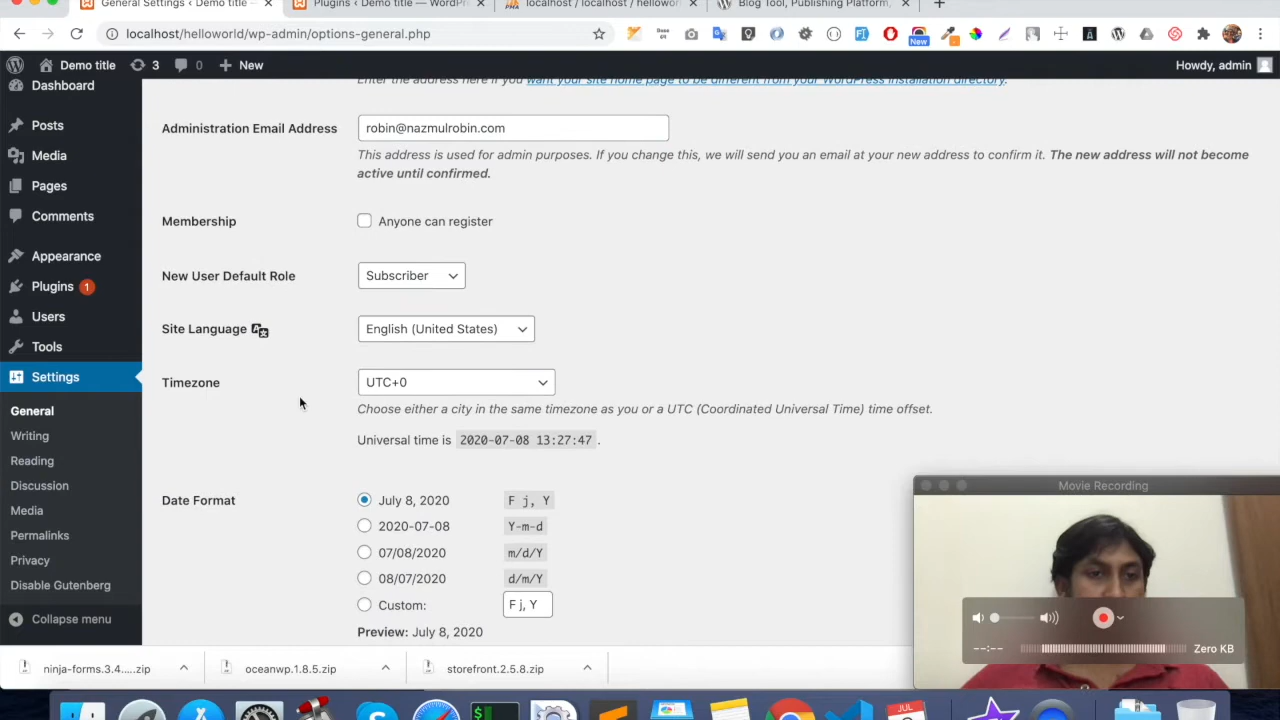 General Settings ‹ Demo title —
Plugins ‹ Demo title — WordPr
localhost / localhost / hellowor
Blog Tool, Publishing Platform,
localhost/helloworld/wp-admin/options-general.php
New
Demo title
3
0
New
Howdy, admin
Dashboard
Posts
Media
Pages
Comments
Appearance
Plugins 1
Users
Tools
Settings
General
Writing
Reading
Discussion
Media
Permalinks
Privacy
Disable Gutenberg
Collapse menu
Enter the address here if you want your site home page to be different from your WordPress installation directory.
Administration Email Address
robin@nazmulrobin.com
This address is used for admin purposes. If you change this, we will send you an email at your new address to confirm it. The new address will not become
active until confirmed.
Membership
Anyone can register
New User Default Role
Subscriber
Site Language
English (United States)
Timezone
UTC+0
Choose either a city in the same timezone as you or a UTC (Coordinated Universal Time) time offset.
Universal time is 2020-07-08 13:27:47 .
Date Format
July 8, 2020 F j, Y
2020-07-08 Y-m-d
07/08/2020 m/d/Y
08/07/2020 d/m/Y
Custom: F j, Y
Preview: July 8, 2020
Movie Recording
--:--
Zero KB
ninja-forms.3.4.....zip
oceanwp.1.8.5.zip
storefront.2.5.8.zip
JUL